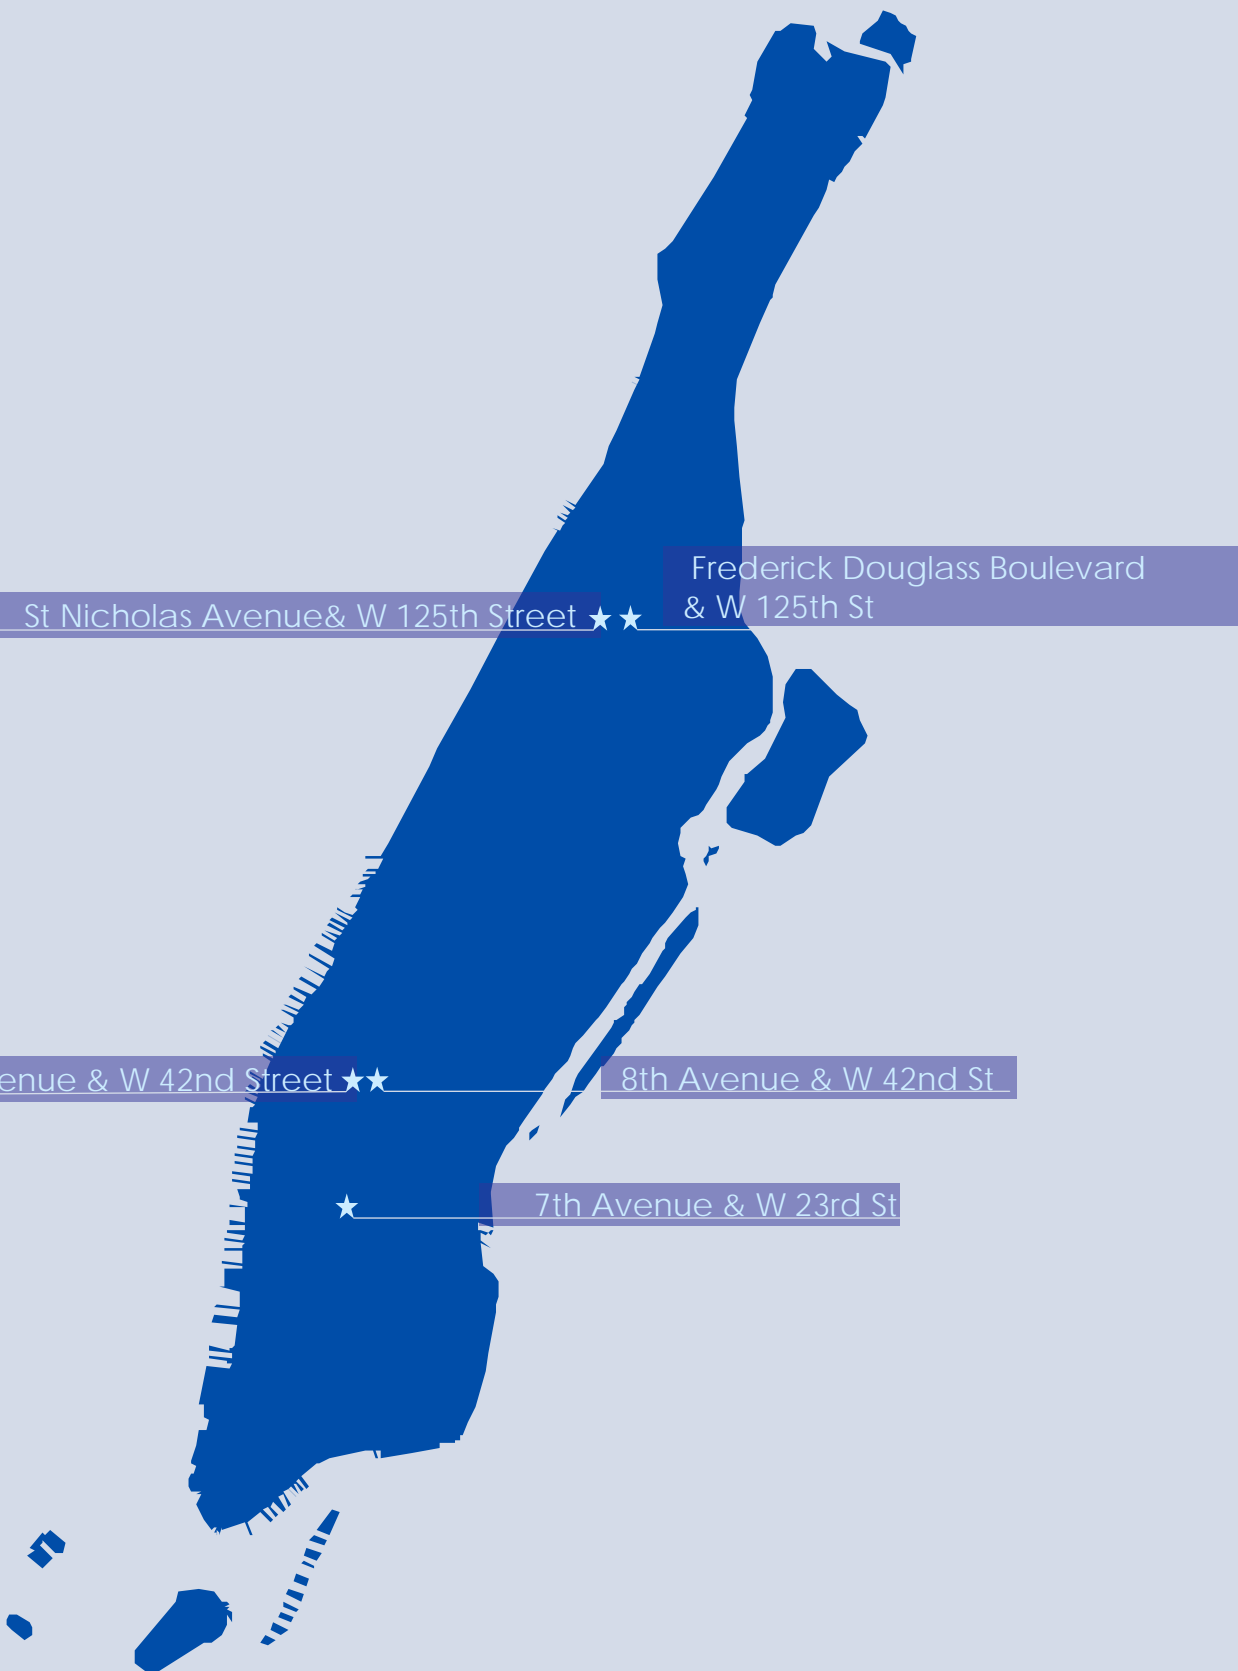 Frederick Douglass Boulevard
& W 125th St
St Nicholas Avenue& W 125th Street
enue & W 42nd Street
8th Avenue & W 42nd St
7th Avenue & W 23rd St